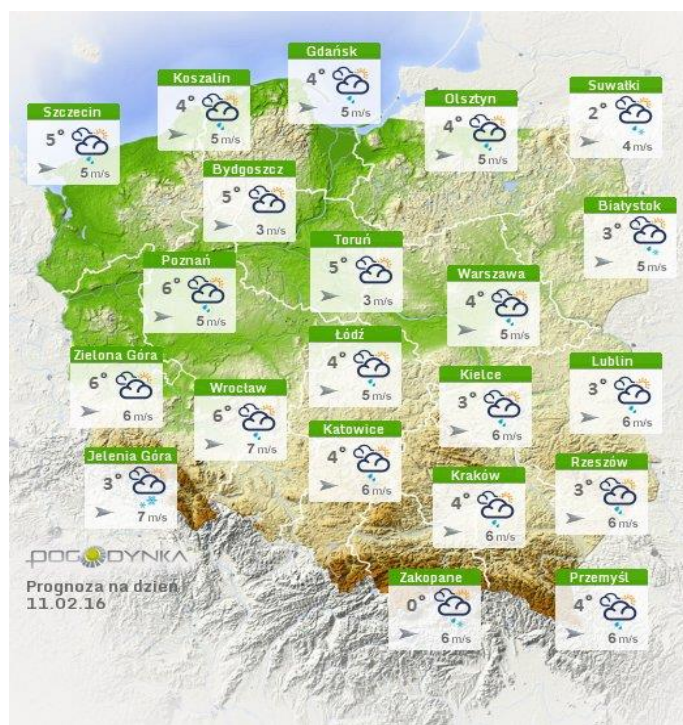 Gdańsk
4°
5 m/s
Koszalin
4°
5 m/s
Suwałki
2°
4 m/s
Olsztyn
4°
5 m/s
Szczecin
5°
5 m/s
Bydgoszcz
5°
3 m/s
Białystok
3°
5 m/s
Toruń
5°
3 m/s
Poznań
6°
5 m/s
Warszawa
4°
5 m/s
Łódź
4°
5 m/s
Zielona Góra
6°
6 m/s
Lublin
3°
6 m/s
Kielce
3°
6 m/s
Wrocław
6°
7 m/s
Katowice
4°
6 m/s
Jelenia Góra
3°
7 m/s
Rzeszów
3°
6 m/s
Kraków
4°
6 m/s
POGODYNKA
Prognoza na dzień
11.02.16
Zakopane
0°
6 m/s
Przemyśl
4°
6 m/s